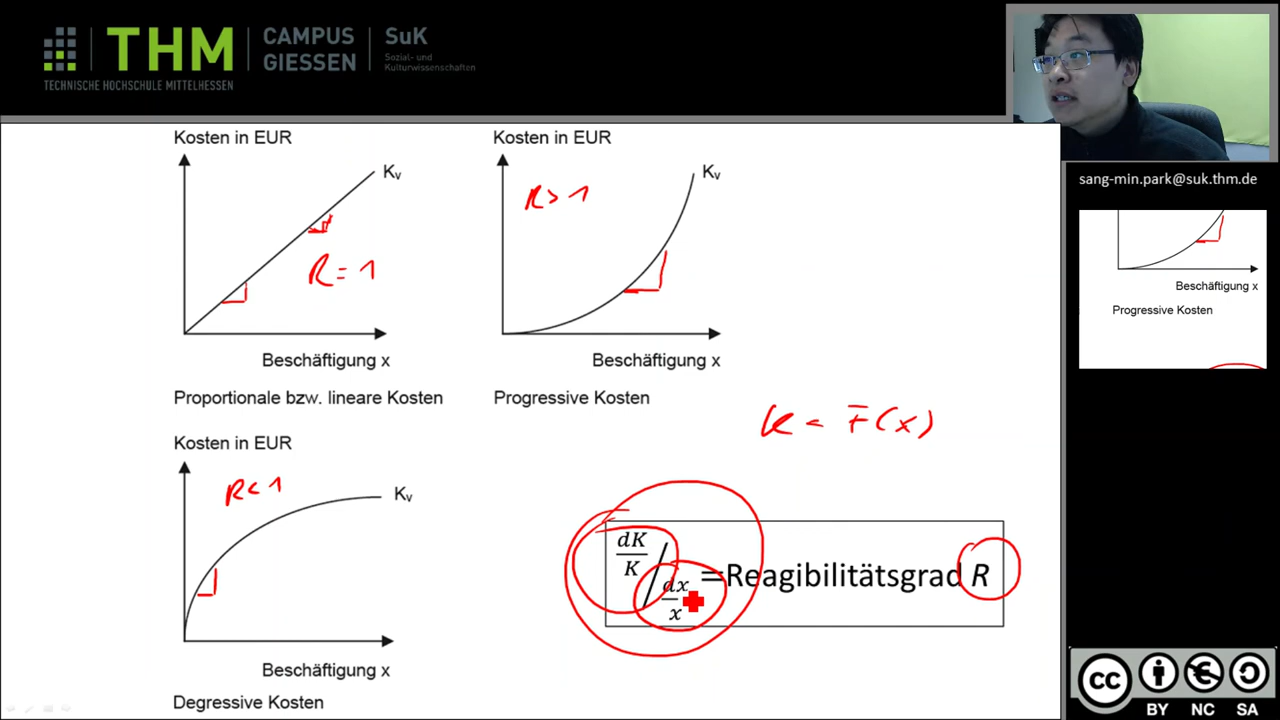 THM
CAMPUS
GIESSEN
SuK
Sozial- und
Kulturwissenschaften
TECHNISCHE HOCHSCHULE MITTELHESSEN
sang-min.park@suk.thm.de
Kosten in EUR
Kv
R = 1
Beschäftigung x
Proportionale bzw. lineare Kosten
Kosten in EUR
Kv
R > 1
Beschäftigung x
Progressive Kosten
Kosten in EUR
R < 1
Kv
Beschäftigung x
Degressive Kosten
K = F(x)
dK/K / dx/x =Reagibilitätsgrad R
Beschäftigung x
Progressive Kosten
CC
BY NC SA